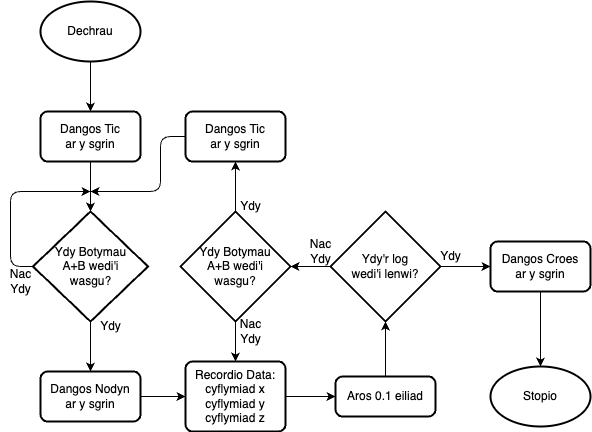 Dechrau
Dangos Tic
ar y sgrin
Dangos Tic
ar y sgrin
Ydy Botymau
A+B wedi'i
wasgu?
Nac
Ydy
Ydy
Ydy Botymau
A+B wedi'i
wasgu?
Ydy
Nac
Ydy
Ydy'r log
wedi'i lenwi?
Nac
Ydy
Ydy
Dangos Croes
ar y sgrin
Dangos Nodyn
ar y sgrin
Recordio Data:
cyflymiad x
cyflymiad y
cyflymiad z
Aros 0.1 eiliad
Stopio